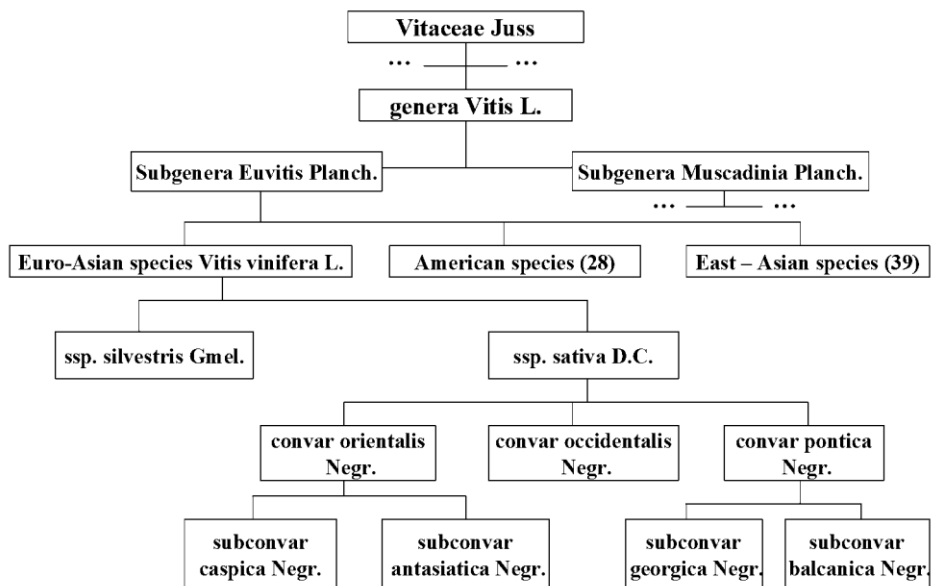 Vitaceae Juss
... ...
genera Vitis L.
Subgenera Euvitis Planch.
Subgenera Muscadinia Planch.
... ...
Euro-Asian species Vitis vinifera L.
American species (28)
East – Asian species (39)
ssp. silvestris Gmel.
ssp. sativa D.C.
convar orientalis
Negr.
convar occidentalis
Negr.
convar pontica
Negr.
subconvar
caspica Negr.
subconvar
antasiatica Negr.
subconvar
georgica Negr.
subconvar
balcanica Negr.